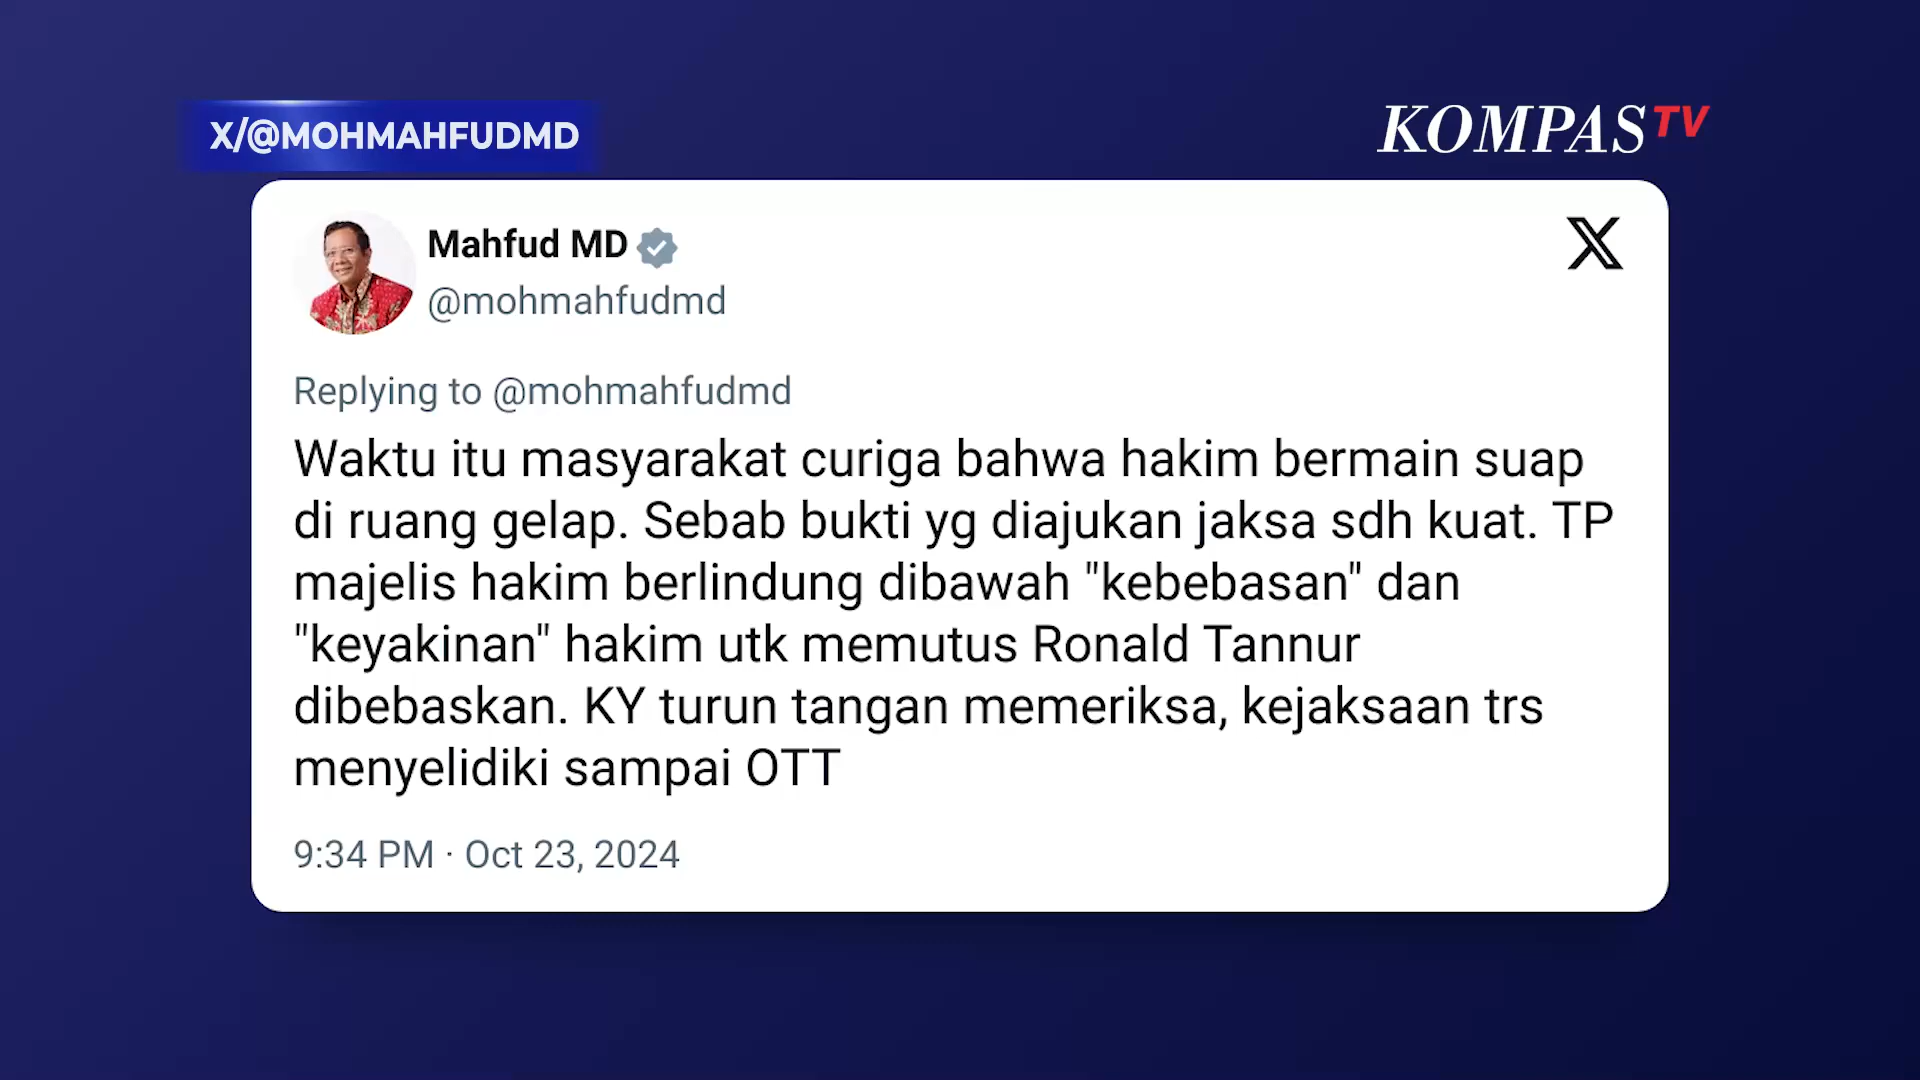 X/@MOHMAHFUDMD
KOMPASTV
Mahfud MD
@mohmahfudmd
Replying to @mohmahfudmd
Waktu itu masyarakat curiga bahwa hakim bermain suap
di ruang gelap. Sebab bukti yg diajukan jaksa sdh kuat. TP
majelis hakim berlindung dibawah "kebebasan" dan
"keyakinan" hakim utk memutus Ronald Tannur
dibebaskan. KY turun tangan memeriksa, kejaksaan trs
menyelidiki sampai OTT
9:34 PM · Oct 23, 2024